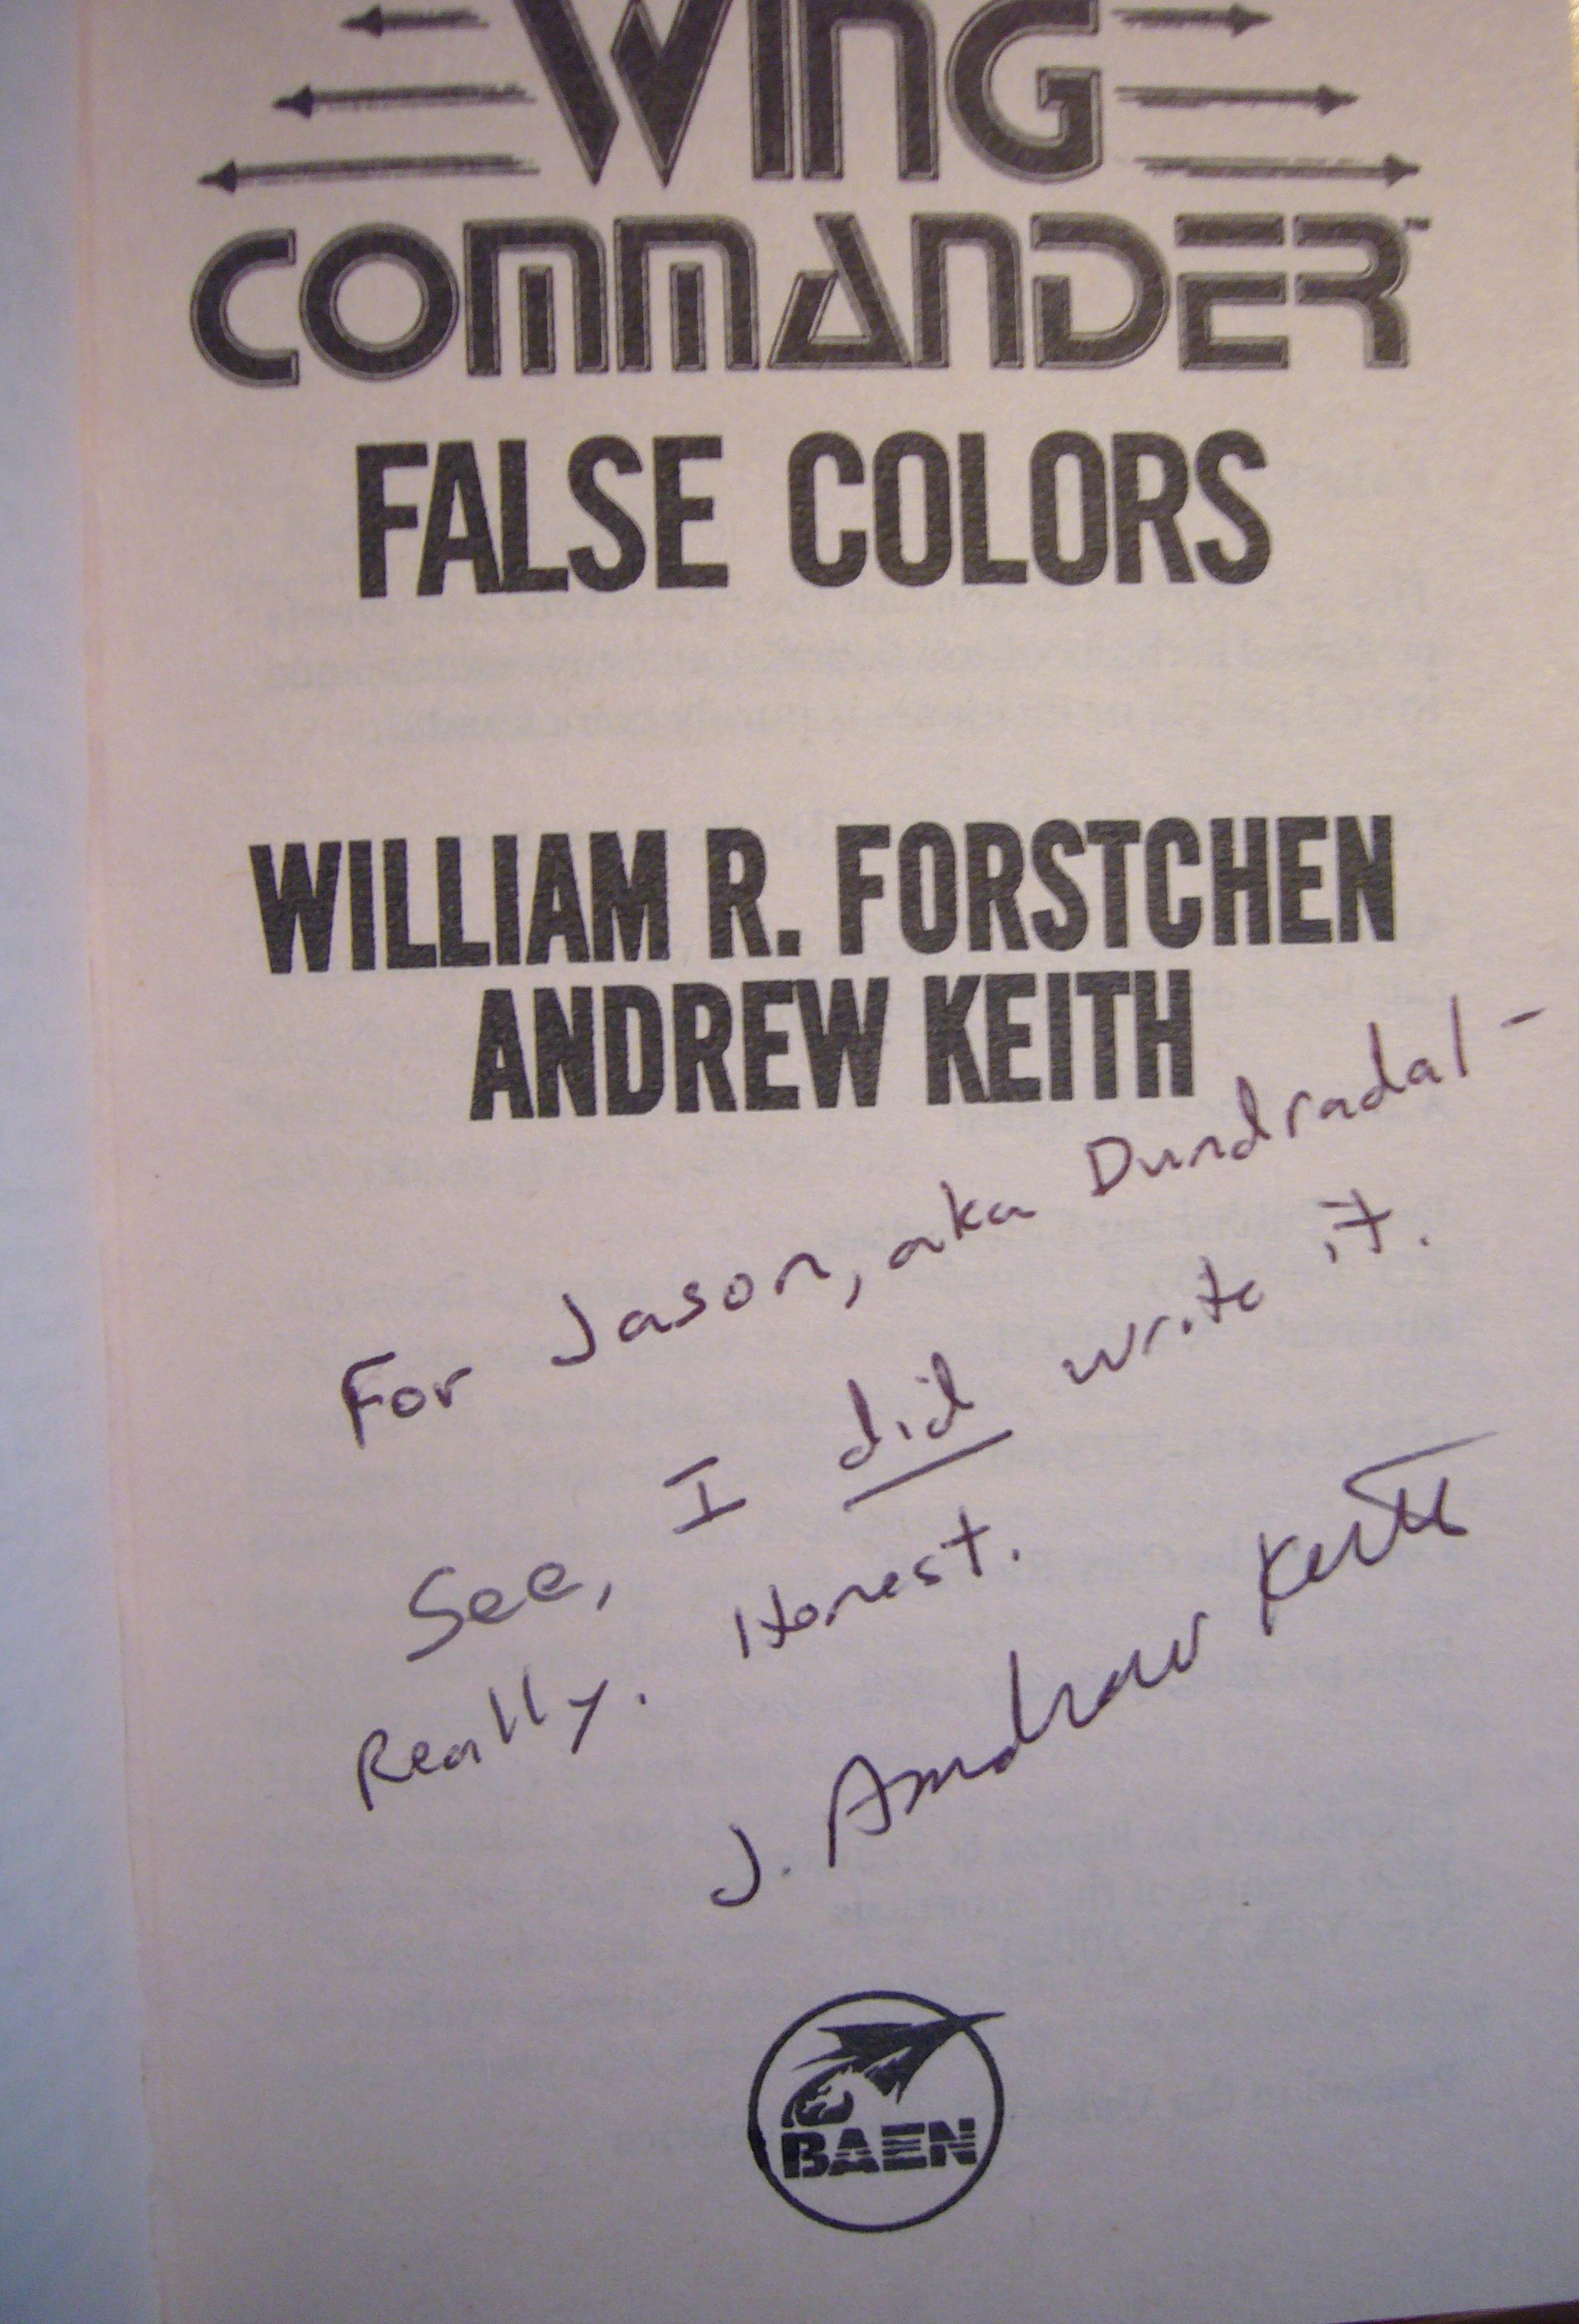 WING
COMMANDER™
FALSE COLORS
WILLIAM R. FORSTCHEN
ANDREW KEITH
For Jason, aka Dundradal -
See, I did write it.
Really. Honest.
J. Andrew Keith
BAEN